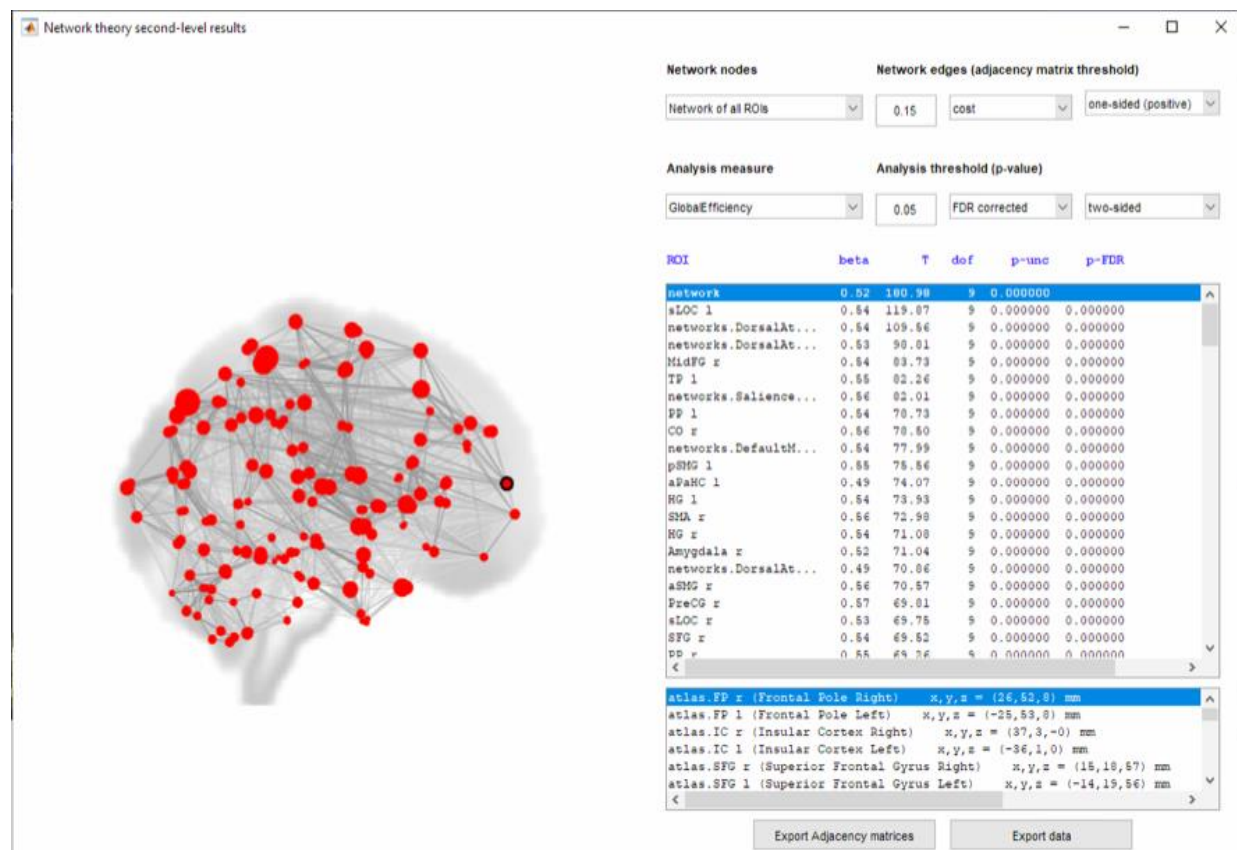 Network theory second-level results
Network nodes Network edges (adjacency matrix threshold)
Network of all ROIs 0.15 cost one-sided (positive)
Analysis measure Analysis threshold (p-value)
GlobalEfficiency 0.05 FDR corrected two-sided
ROI beta T dof p-unc p-FDR
network 0.52 180.98 9 0.000000
sLOC l 0.54 119.87 9 0.000000 0.000000
networks.DorsalAt... 0.54 109.56 9 0.000000 0.000000
networks.DorsalAt... 0.53 98.81 9 0.000000 0.000000
MidFG r 0.54 83.73 9 0.000000 0.000000
TP l 0.55 82.26 9 0.000000 0.000000
networks.Salience... 0.56 82.01 9 0.000000 0.000000
PP l 0.54 78.73 9 0.000000 0.000000
CO r 0.56 78.50 9 0.000000 0.000000
networks.DefaultM... 0.54 77.99 9 0.000000 0.000000
pSMG l 0.55 75.56 9 0.000000 0.000000
aPaHC l 0.49 74.07 9 0.000000 0.000000
HG l 0.54 73.93 9 0.000000 0.000000
SMA r 0.56 72.98 9 0.000000 0.000000
HG r 0.54 71.08 9 0.000000 0.000000
Amygdala r 0.52 71.04 9 0.000000 0.000000
networks.DorsalAt... 0.49 70.86 9 0.000000 0.000000
aSMG r 0.56 70.57 9 0.000000 0.000000
PreCG r 0.57 69.81 9 0.000000 0.000000
sLOC r 0.53 69.75 9 0.000000 0.000000
SFG r 0.54 69.52 9 0.000000 0.000000
PP r 0.55 69.26 9 0.000000 0.000000
atlas.FP r (Frontal Pole Right) x,y,z = (26,52,8) mm
atlas.FP l (Frontal Pole Left) x,y,z = (-25,53,8) mm
atlas.IC r (Insular Cortex Right) x,y,z = (37,3,-0) mm
atlas.IC l (Insular Cortex Left) x,y,z = (-36,1,0) mm
atlas.SFG r (Superior Frontal Gyrus Right) x,y,z = (15,18,57) mm
atlas.SFG l (Superior Frontal Gyrus Left) x,y,z = (-14,19,56) mm
Export Adjacency matrices Export data